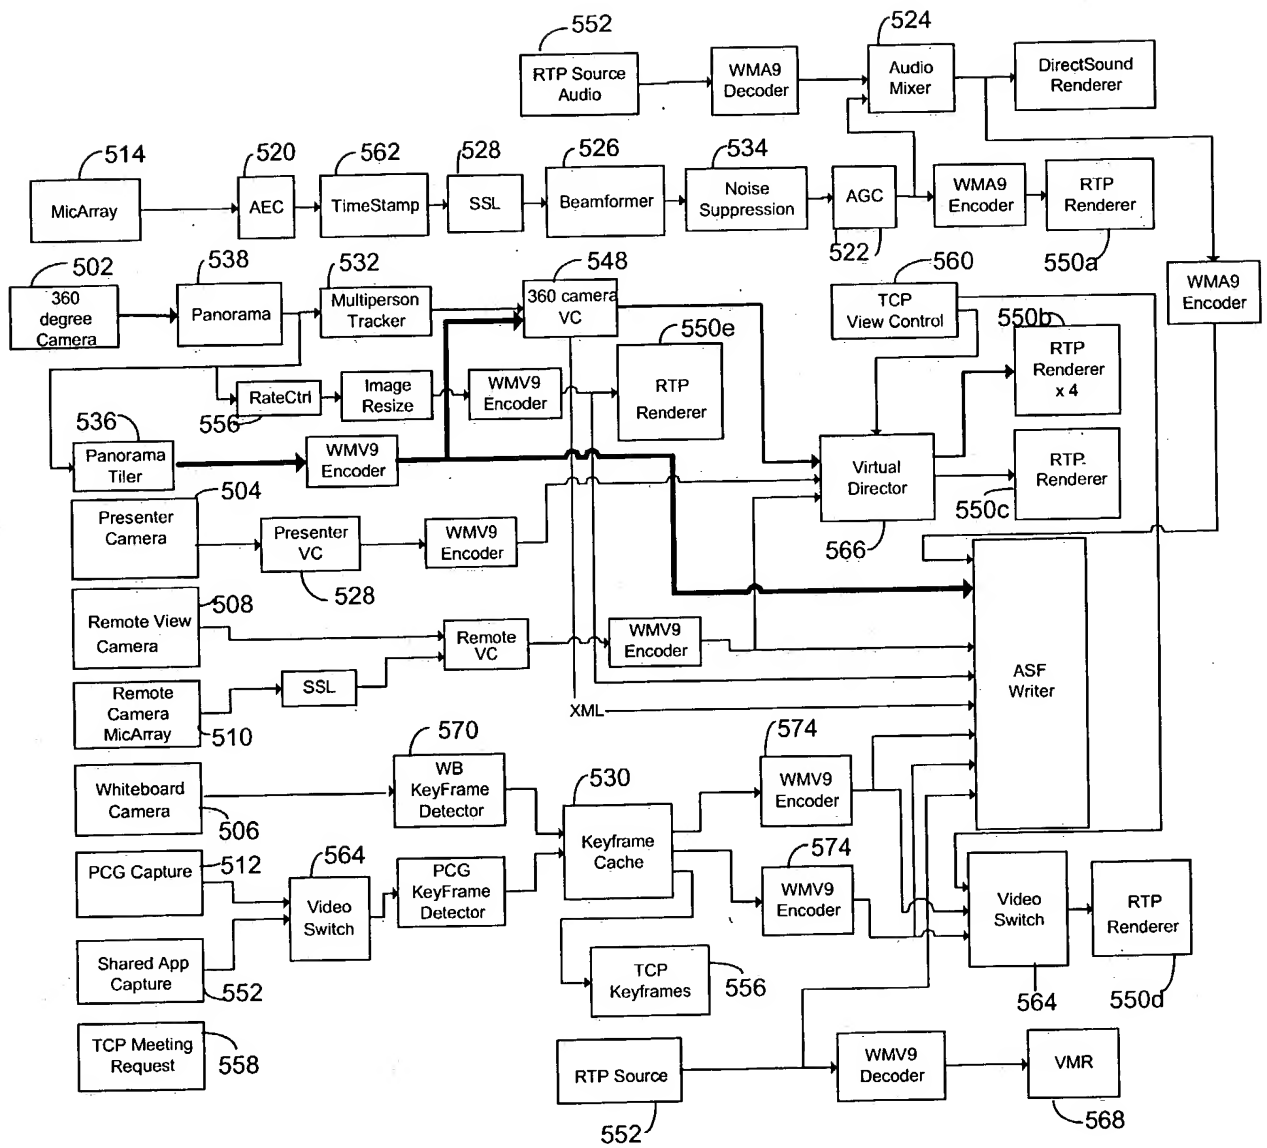 552
RTP Source
Audio
WMA9
Decoder
524
Audio
Mixer
DirectSound
Renderer
514
MicArray
520
AEC
562
TimeStamp
528
SSL
526
Beamformer
534
Noise
Suppression
AGC
522
WMA9
Encoder
RTP
Renderer
550a
502
360
degree
Camera
538
Panorama
532
Multiperson
Tracker
548
360 camera
VC
560
TCP
View Control
WMA9
Encoder
550e
RTP
Renderer
550b
RTP
Renderer
x 4
RateCtrl
556
Image
Resize
WMV9
Encoder
536
Panorama
Tiler
WMV9
Encoder
Virtual
Director
566
RTP
Renderer
550c
504
Presenter
Camera
Presenter
VC
528
WMV9
Encoder
508
Remote View
Camera
Remote
VC
WMV9
Encoder
ASF
Writer
SSL
Remote
Camera
MicArray
510
XML
570
WB
KeyFrame
Detector
574
WMV9
Encoder
Whiteboard
Camera
506
530
Keyframe
Cache
PCG Capture
512
564
Video
Switch
PCG
KeyFrame
Detector
574
WMV9
Encoder
Video
Switch
564
RTP
Renderer
550d
Shared App
Capture
552
TCP
Keyframes
556
TCP Meeting
Request
558
RTP Source
552
WMV9
Decoder
VMR
568